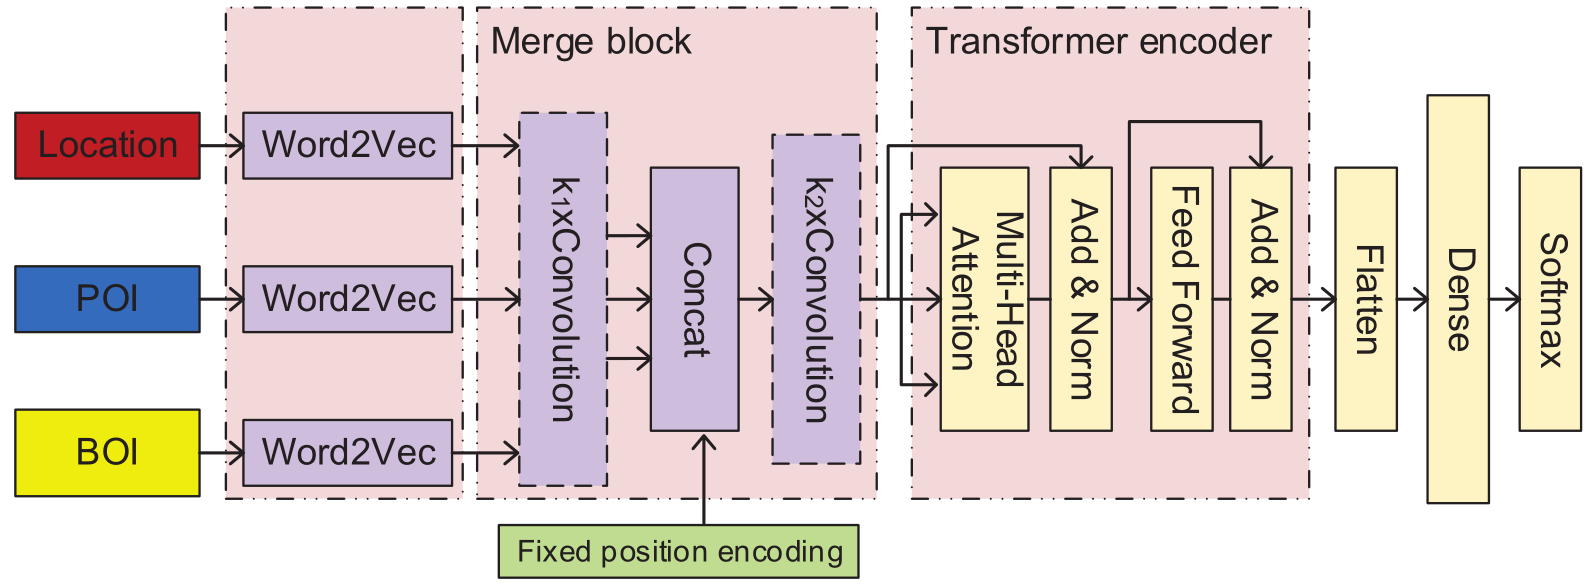 Merge block
Transformer encoder
Location
Word2Vec
POI
Word2Vec
BOI
Word2Vec
k₁xConvolution
Concat
k₂xConvolution
Multi-Head
Attention
Add & Norm
Feed Forward
Add & Norm
Flatten
Dense
Softmax
Fixed position encoding